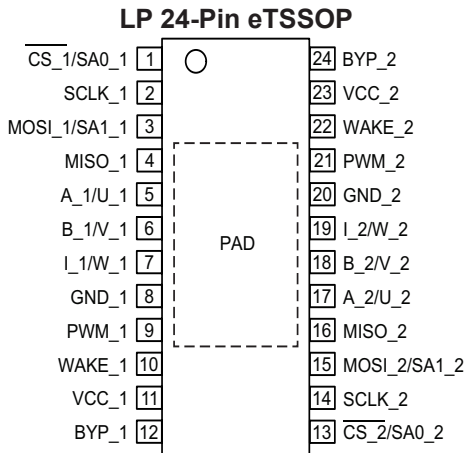 LP 24-Pin eTSSOP
CS_1/SA0_1 1
SCLK_1 2
MOSI_1/SA1_1 3
MISO_1 4
A_1/U_1 5
B_1/V_1 6
I_1/W_1 7
GND_1 8
PWM_1 9
WAKE_1 10
VCC_1 11
BYP_1 12
PAD
24 BYP_2
23 VCC_2
22 WAKE_2
21 PWM_2
20 GND_2
19 I_2/W_2
18 B_2/V_2
17 A_2/U_2
16 MISO_2
15 MOSI_2/SA1_2
14 SCLK_2
13 CS_2/SA0_2